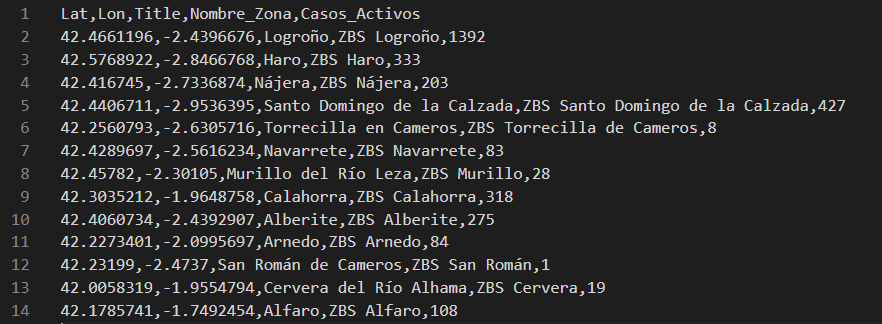 1 Lat,Lon,Title,Nombre_Zona,Casos_Activos
2 42.4661196,-2.4396676,Logroño,ZBS Logroño,1392
3 42.5768922,-2.8466768,Haro,ZBS Haro,333
4 42.416745,-2.7336874,Nájera,ZBS Nájera,203
5 42.4406711,-2.9536395,Santo Domingo de la Calzada,ZBS Santo Domingo de la Calzada,427
6 42.2560793,-2.6305716,Torrecilla en Cameros,ZBS Torrecilla de Cameros,8
7 42.4289697,-2.5616234,Navarrete,ZBS Navarrete,83
8 42.45782,-2.30105,Murillo del Río Leza,ZBS Murillo,28
9 42.3035212,-1.9648758,Calahorra,ZBS Calahorra,318
10 42.4060734,-2.4392907,Alberite,ZBS Alberite,275
11 42.2273401,-2.0995697,Arnedo,ZBS Arnedo,84
12 42.23199,-2.4737,San Román de Cameros,ZBS San Román,1
13 42.0058319,-1.9554794,Cervera del Río Alhama,ZBS Cervera,19
14 42.1785741,-1.7492454,Alfaro,ZBS Alfaro,108